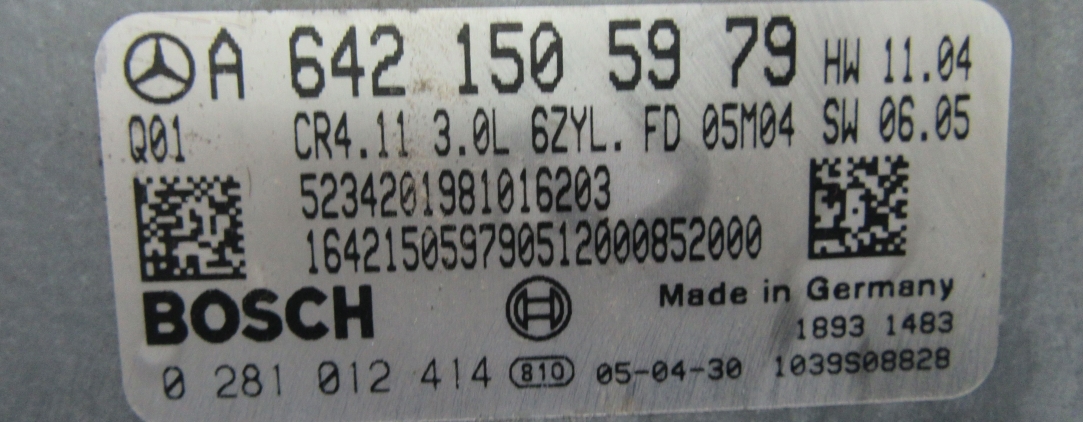 A 642 150 59 79 HW 11.04
Q01 CR4.11 3.0L 6ZYL. FD 05M04 SW 06.05
5234201981016203
164215059790512000852000
BOSCH Made in Germany
1893 1483
0 281 012 414 810 05-04-30 1039S08828